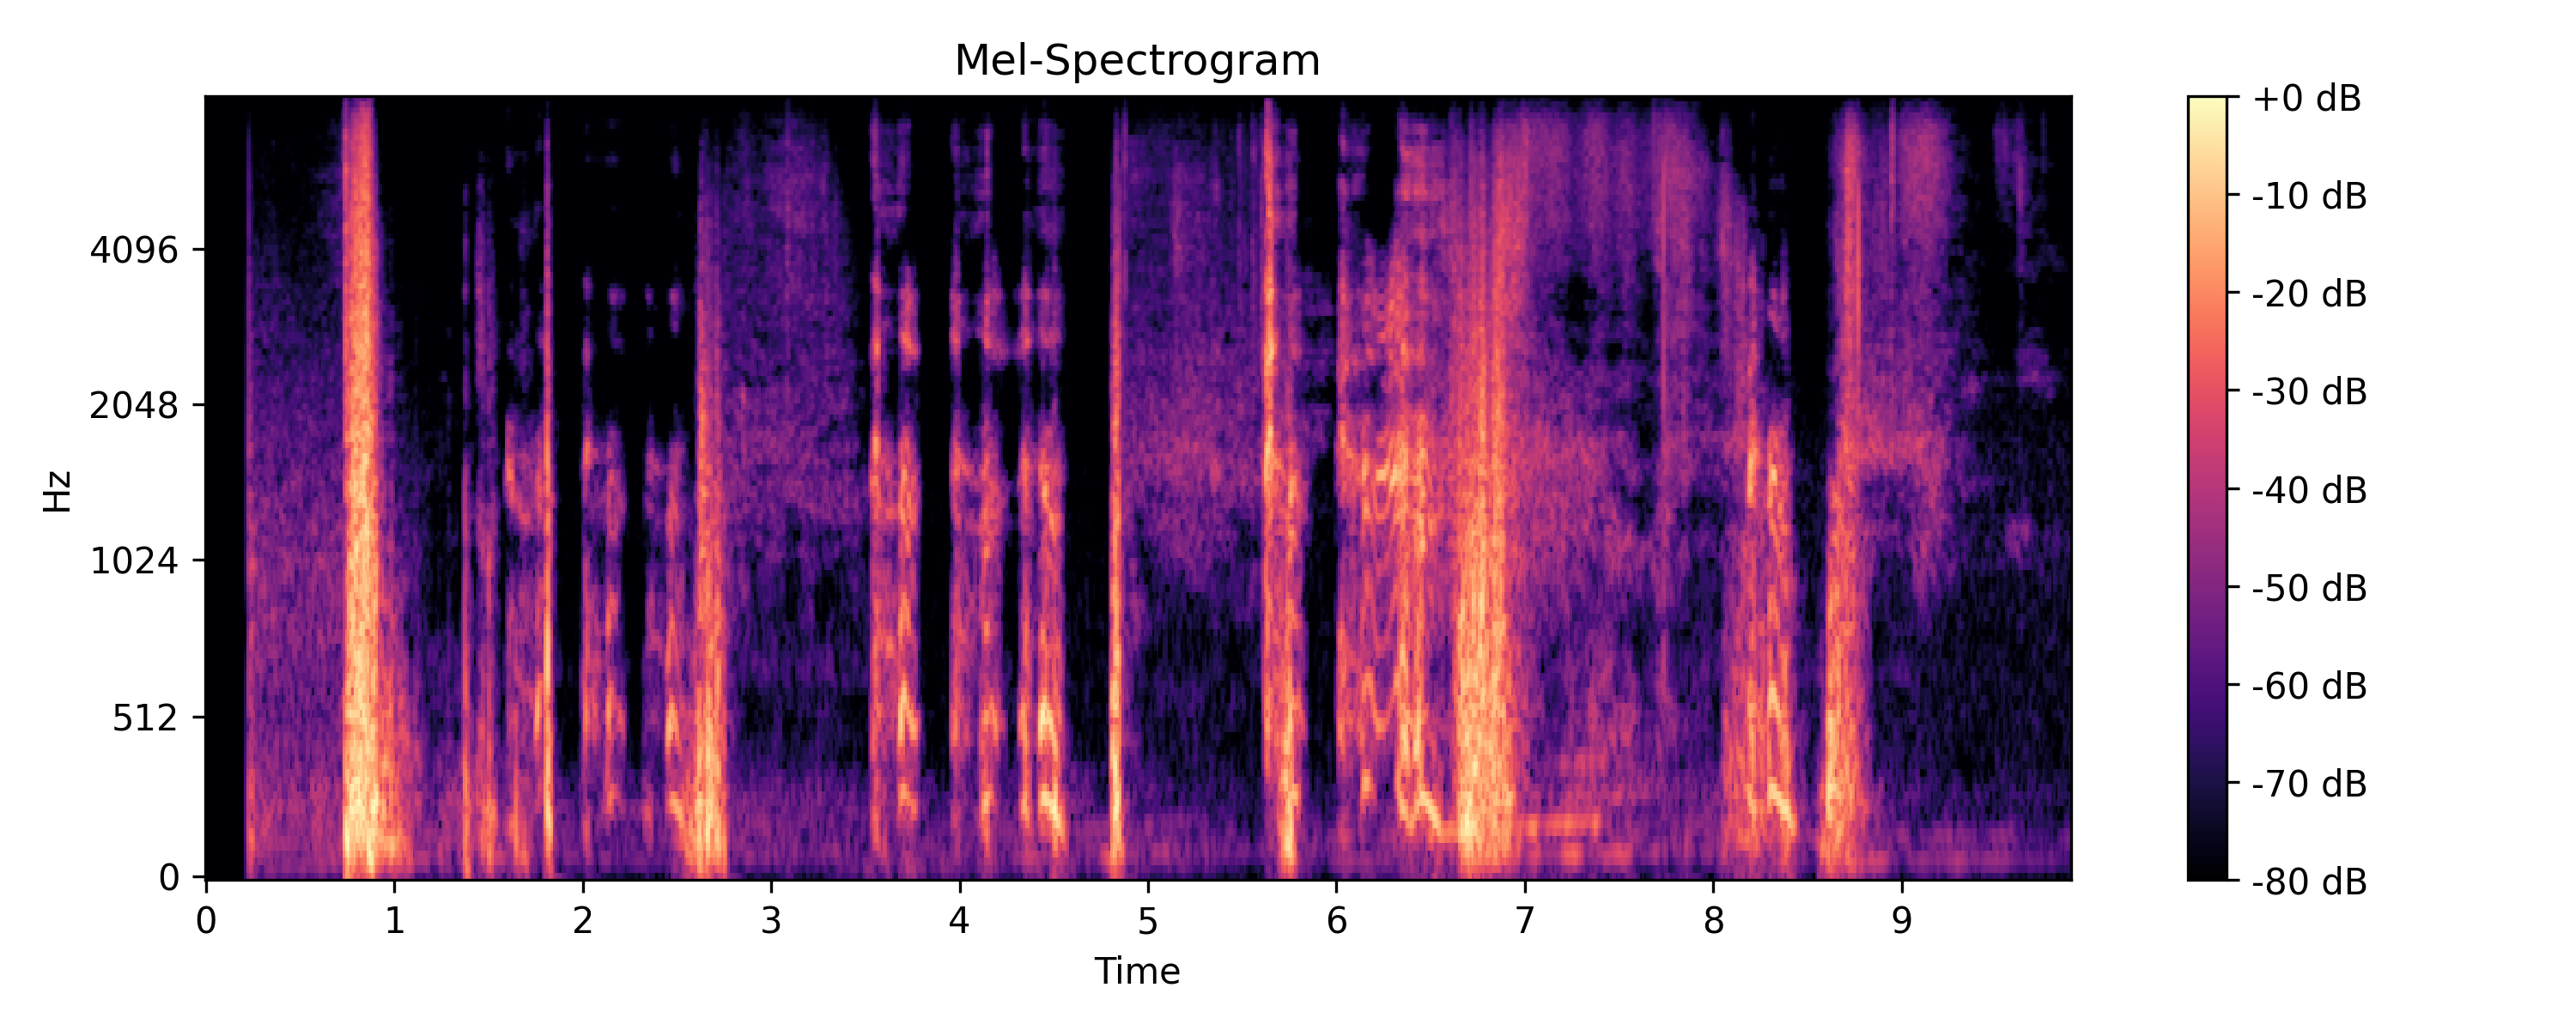 Mel-Spectrogram
+0 dB
-10 dB
-20 dB
-30 dB
-40 dB
-50 dB
-60 dB
-70 dB
-80 dB
4096
2048
1024
512
0
Hz
0 1 2 3 4 5 6 7 8 9
Time